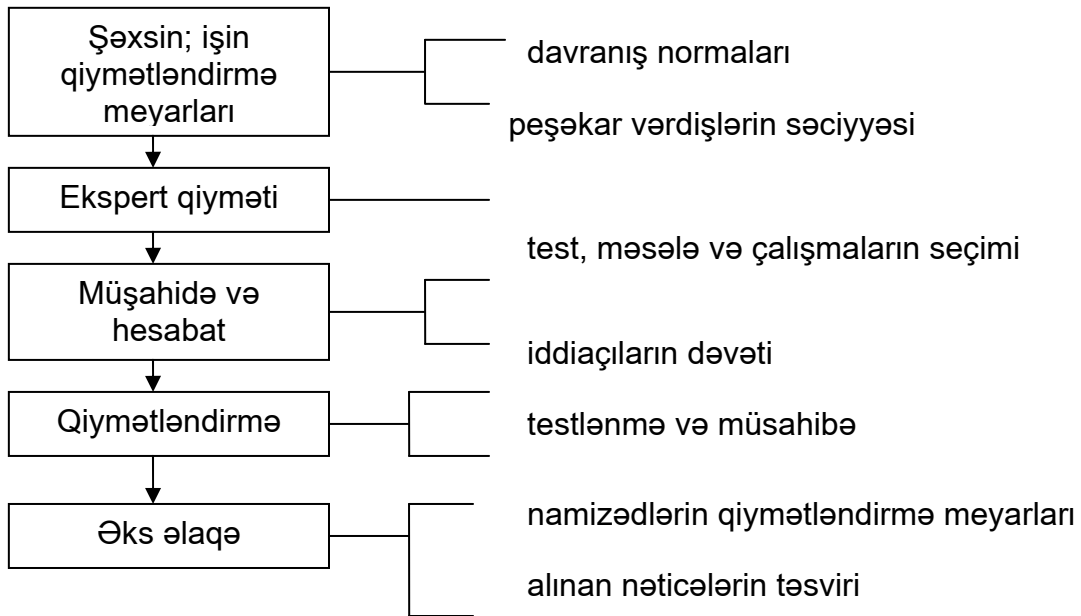 Şəxsin; işin
qiymətləndirmə
meyarları
davranış normaları
peşəkar vərdişlərin səciyyəsi
Ekspert qiyməti
test, məsələ və çalışmaların seçimi
Müşahidə və
hesabat
iddiaçıların dəvəti
Qiymətləndirmə
testlənmə və müsahibə
Əks əlaqə
namizədlərin qiymətləndirmə meyarları
alınan nəticələrin təsviri